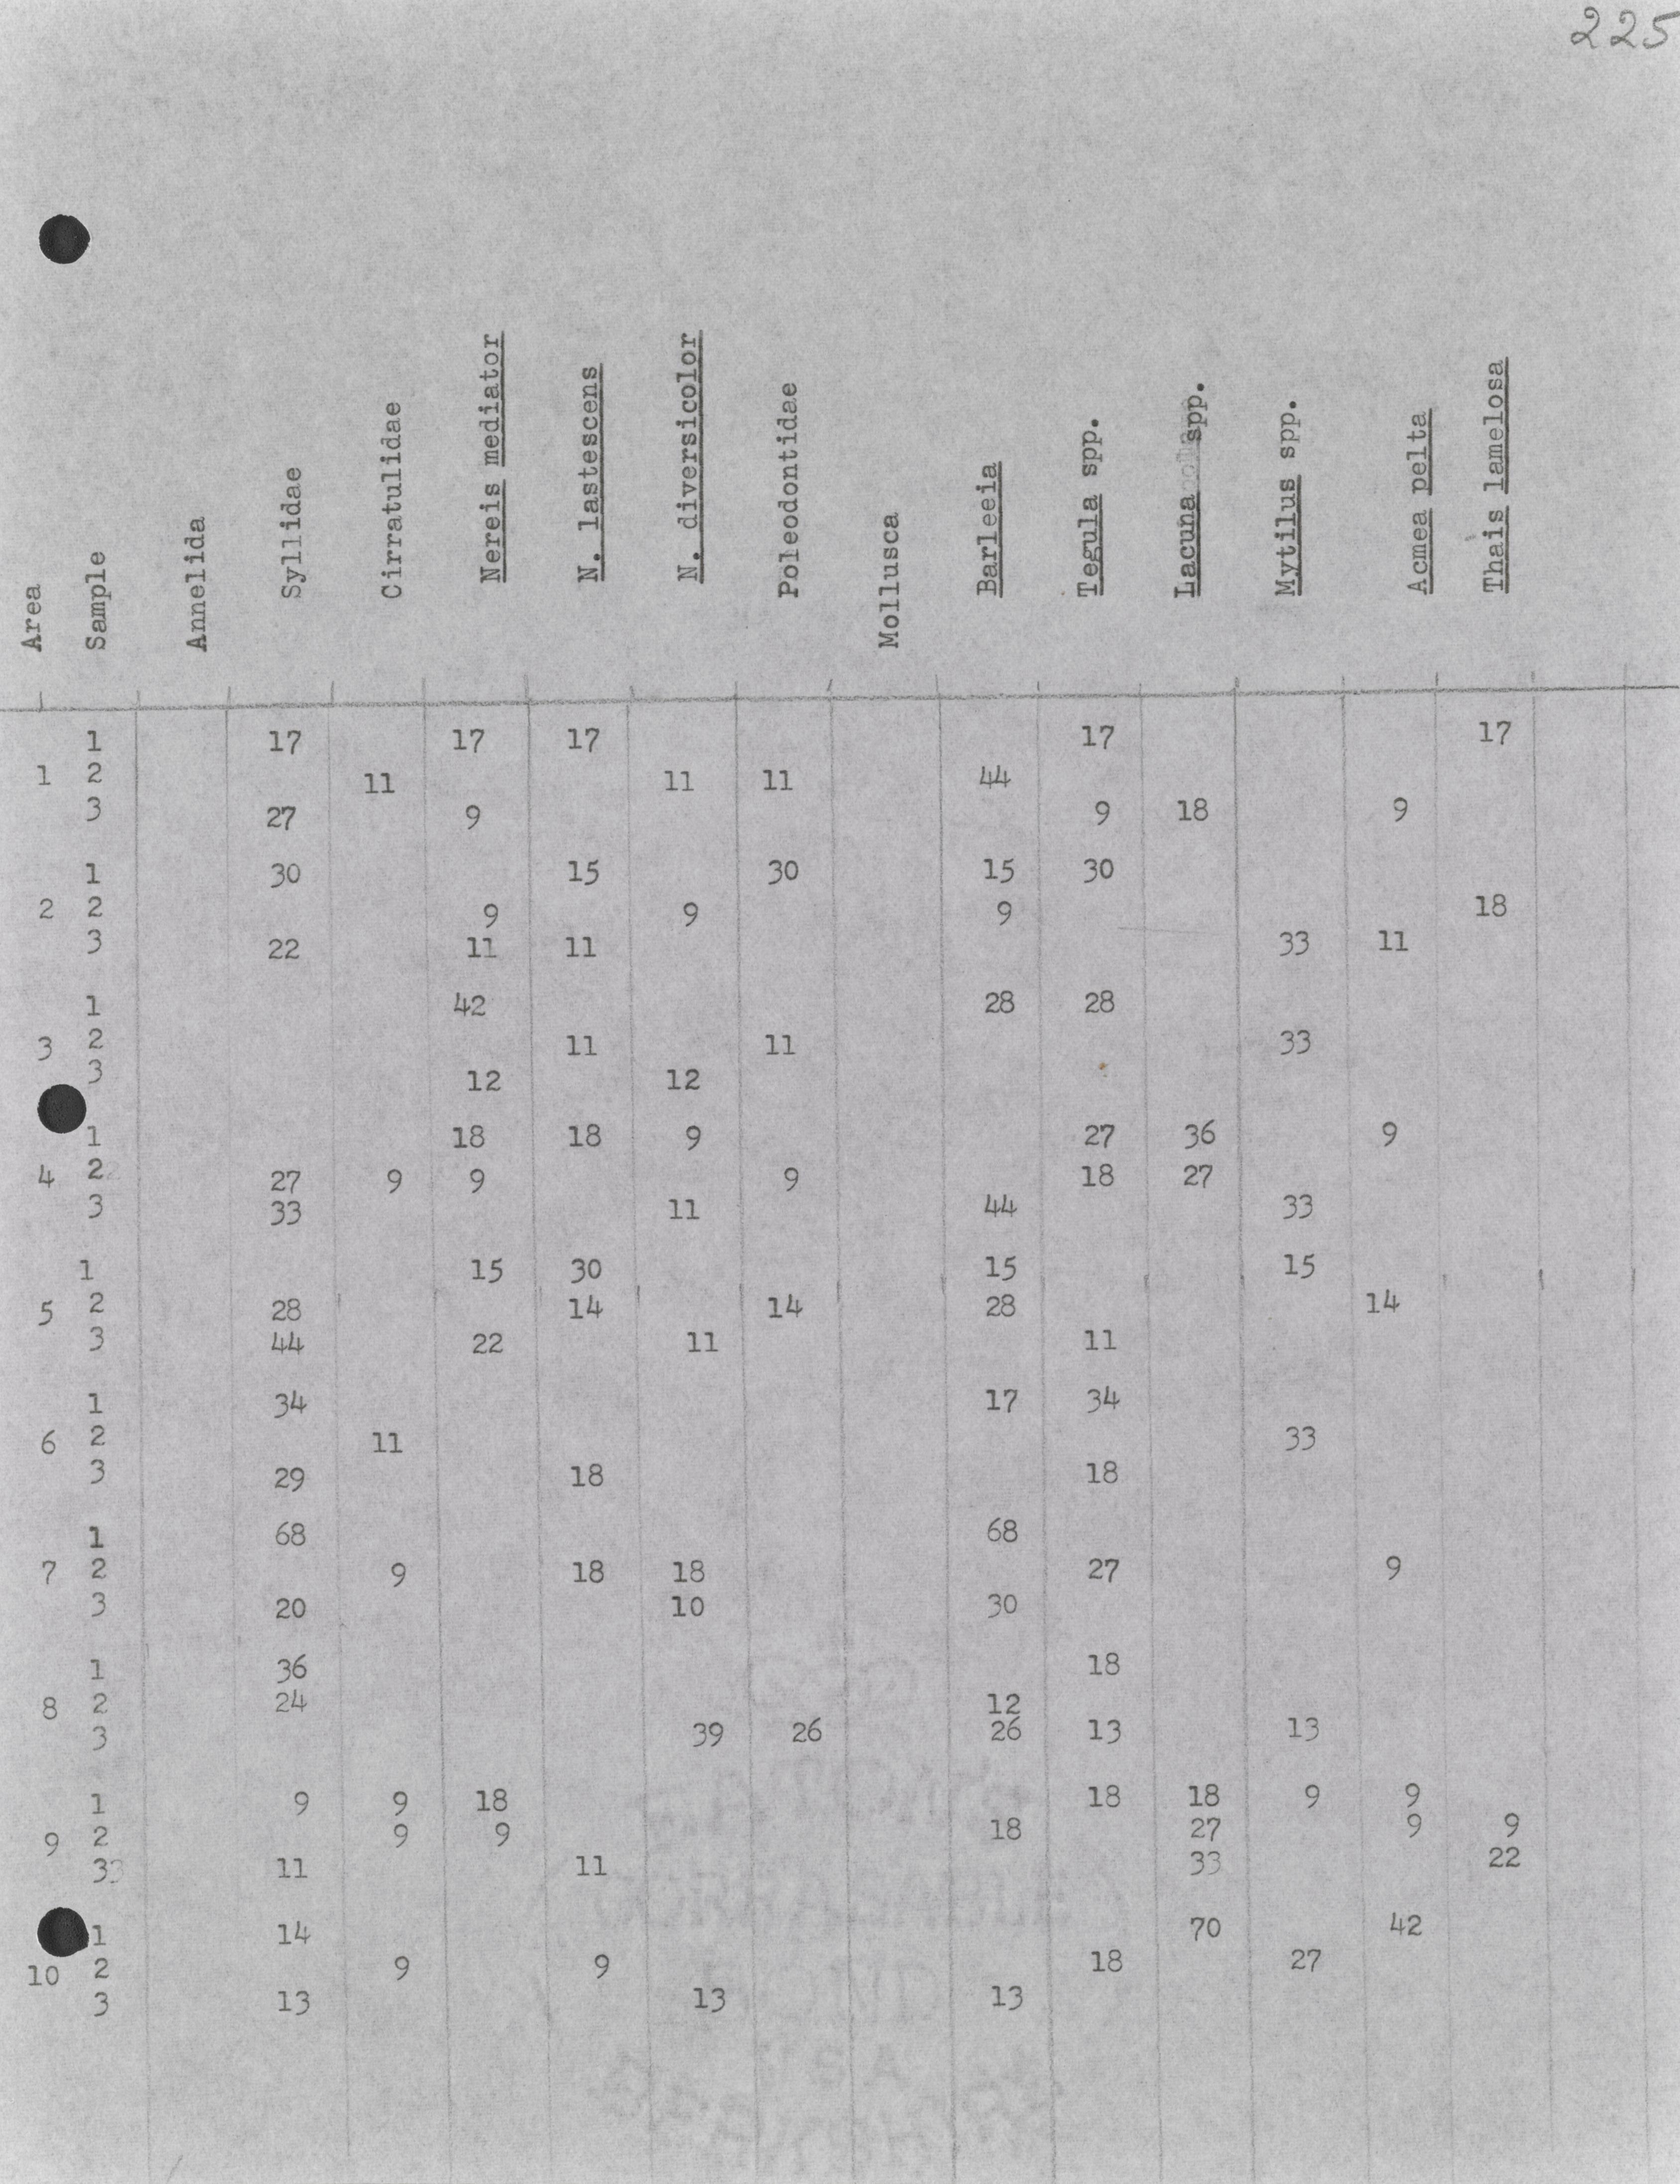 225
Area Sample Annelida Syllidae Cirratulidae Nereis mediator N. lastescens N. diversicolor Poleodontidae Mollusca Barleeia Tegula spp. Lacuna spp. Mytilus spp. Acmea pelta Thais lamelosa
1 17 17 17 17 17
1 2 11 11 11 44
3 27 9 9 18 9
1 30 15 30 15 30
2 2 9 9 9 18
3 22 11 11 33 11
1 42 28 28
3 2 11 11 33
3 12 12
1 18 18 9 27 36 9
4 2 27 9 9 9 18 27
3 33 11 44 33
1 15 30 15 15
5 2 28 14 14 28 14
3 44 22 11 11
1 34 17 34
6 2 11 33
3 29 18 18
1 68 68
7 2 9 18 18 27 9
3 20 10 30
1 36 18
8 2 24 12
3 39 26 26 13 13
1 9 9 18 18 18 9 9
9 2 9 9 18 27 9 9
33 11 11 33 22
1 14 70 42
10 2 9 9 18 27
3 13 13 13